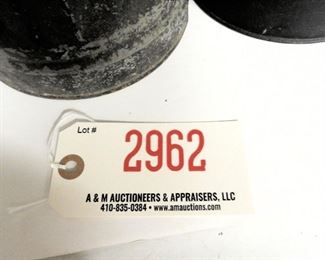 Lot #
2962
A & M AUCTIONEERS & APPRAISERS, LLC
410-835-0384 • www.amauctions.com